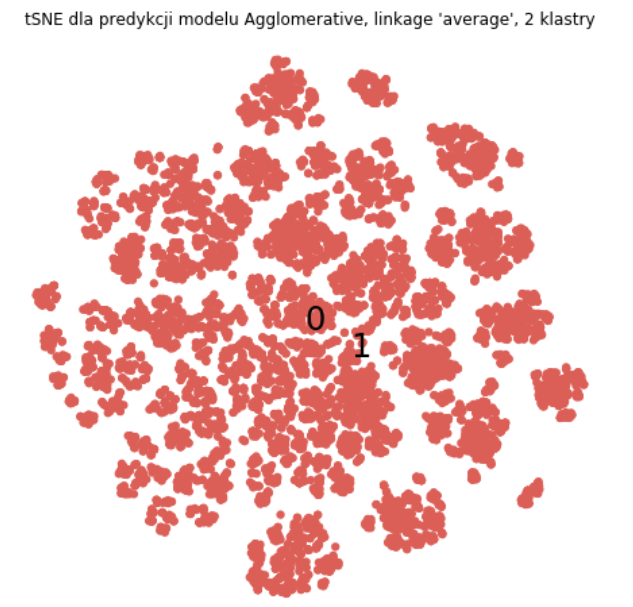 tSNE dla predykcji modelu Agglomerative, linkage 'average', 2 klastry
0
1